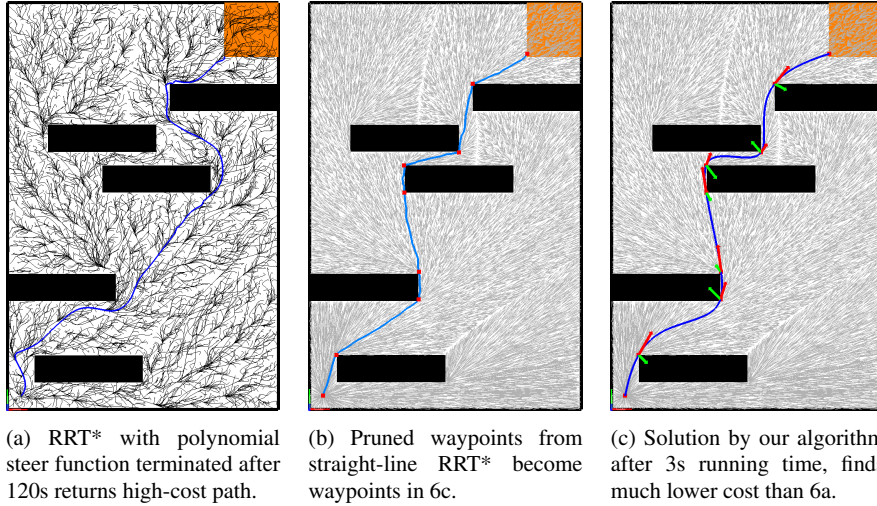 (a) RRT* with polynomial
steer function terminated after
120s returns high-cost path.
(b) Pruned waypoints from
straight-line RRT* become
waypoints in 6c.
(c) Solution by our algorithm
after 3s running time, find
much lower cost than 6a.